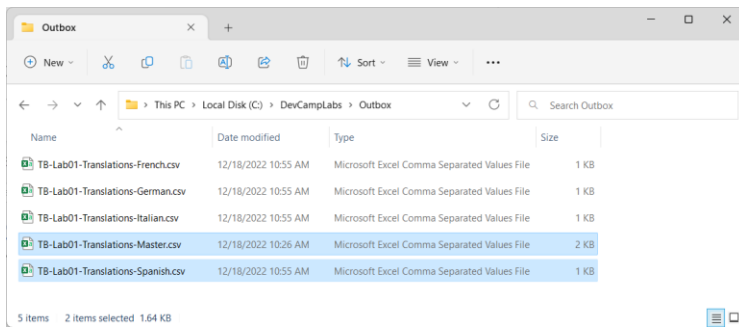 Outbox
New Sort View
This PC > Local Disk (C:) > DevCampLabs > Outbox Search Outbox
Name Date modified Type Size
TB-Lab01-Translations-French.csv 12/18/2022 10:55 AM Microsoft Excel Comma Separated Values File 1 KB
TB-Lab01-Translations-German.csv 12/18/2022 10:55 AM Microsoft Excel Comma Separated Values File 1 KB
TB-Lab01-Translations-Italian.csv 12/18/2022 10:55 AM Microsoft Excel Comma Separated Values File 1 KB
TB-Lab01-Translations-Master.csv 12/18/2022 10:26 AM Microsoft Excel Comma Separated Values File 2 KB
TB-Lab01-Translations-Spanish.csv 12/18/2022 10:55 AM Microsoft Excel Comma Separated Values File 1 KB
5 items 2 items selected 1.64 KB